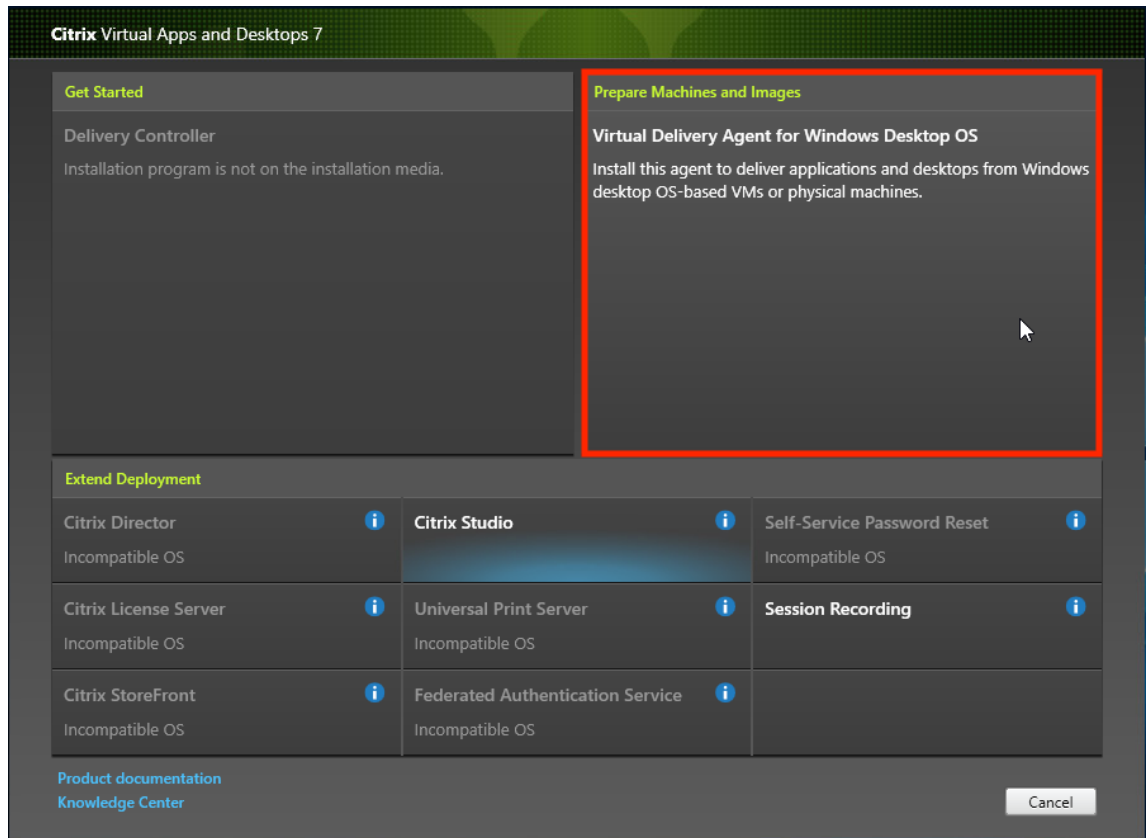 Citrix Virtual Apps and Desktops 7
Get Started
Delivery Controller
Installation program is not on the installation media.
Prepare Machines and Images
Virtual Delivery Agent for Windows Desktop OS
Install this agent to deliver applications and desktops from Windows
desktop OS-based VMs or physical machines.
Extend Deployment
Citrix Director
Incompatible OS
Citrix Studio
Self-Service Password Reset
Incompatible OS
Citrix License Server
Incompatible OS
Universal Print Server
Incompatible OS
Session Recording
Citrix StoreFront
Incompatible OS
Federated Authentication Service
Incompatible OS
Product documentation
Knowledge Center
Cancel